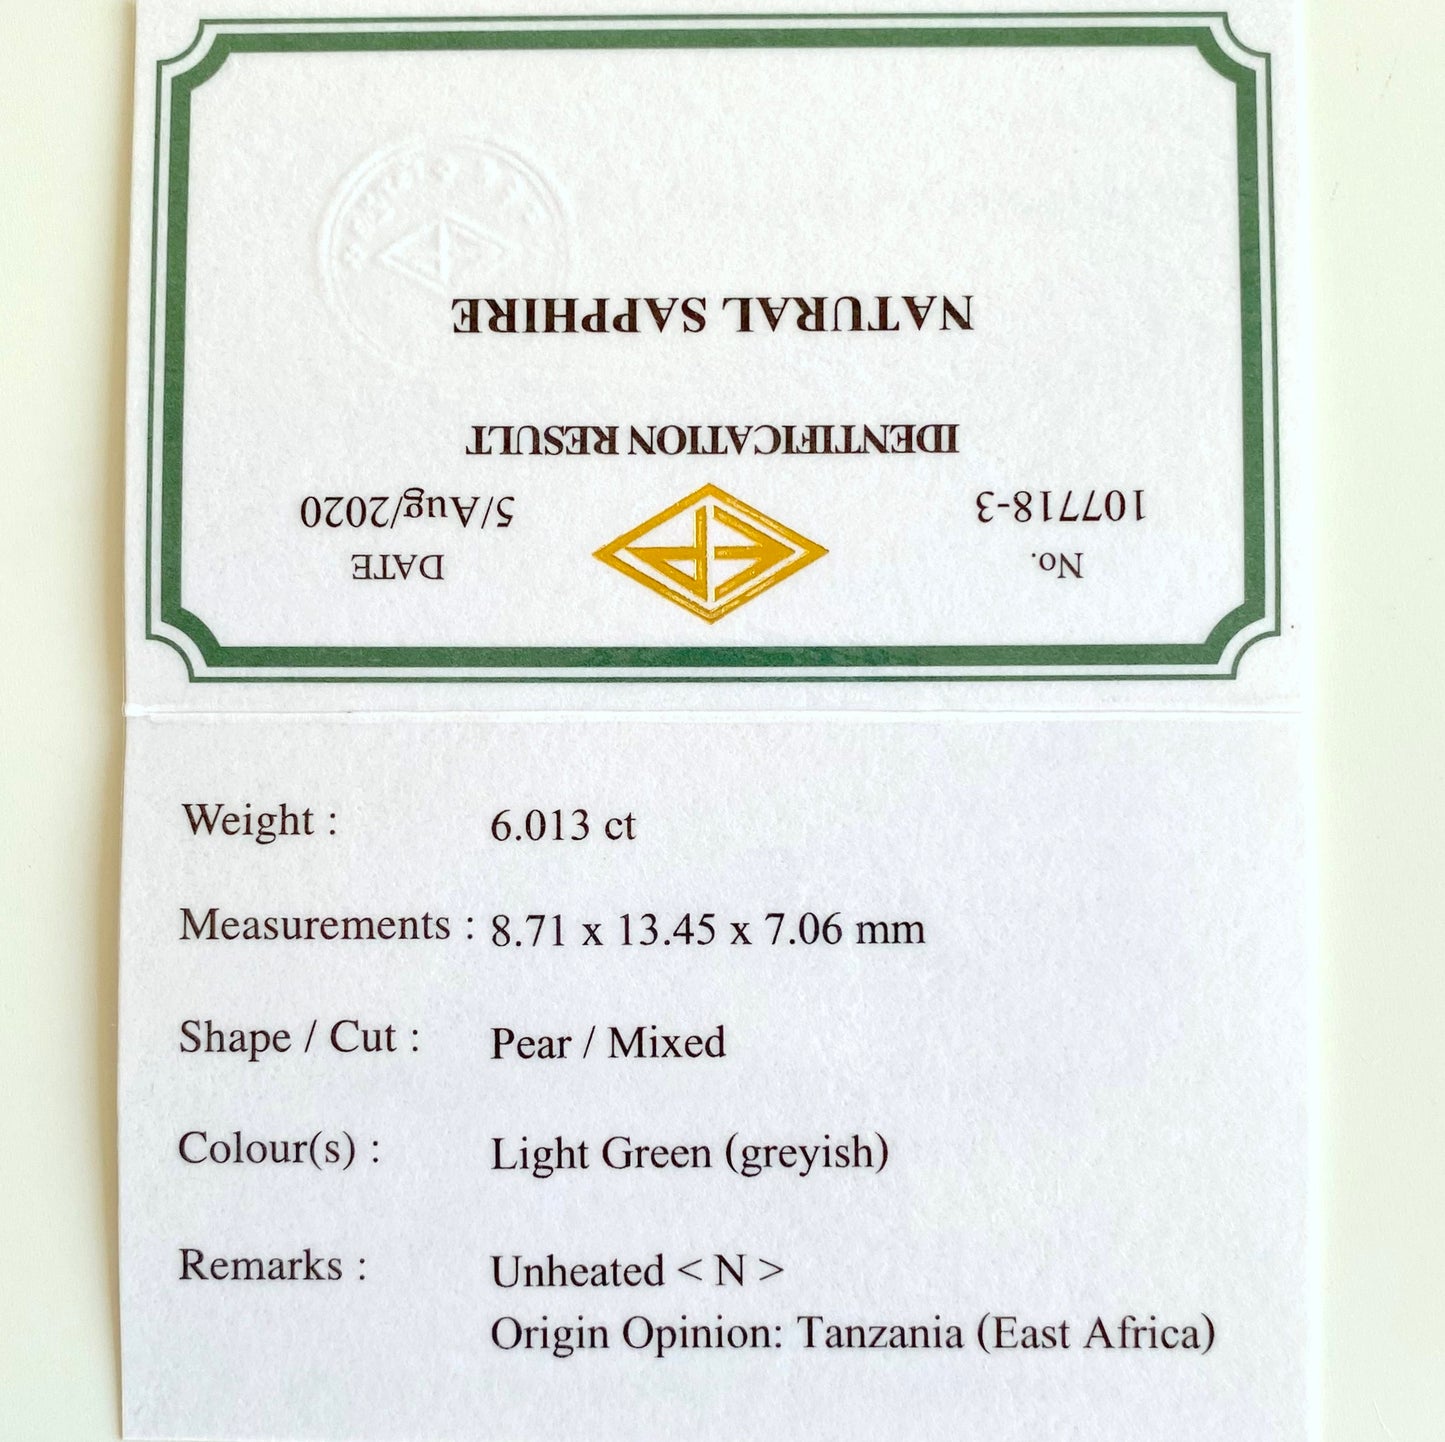 No.
107718-3
DATE
5/Aug/2020
IDENTIFICATION RESULT
NATURAL SAPPHIRE
Weight : 6.013 ct
Measurements : 8.71 x 13.45 x 7.06 mm
Shape / Cut : Pear / Mixed
Colour(s) : Light Green (greyish)
Remarks : Unheated < N >
Origin Opinion: Tanzania (East Africa)